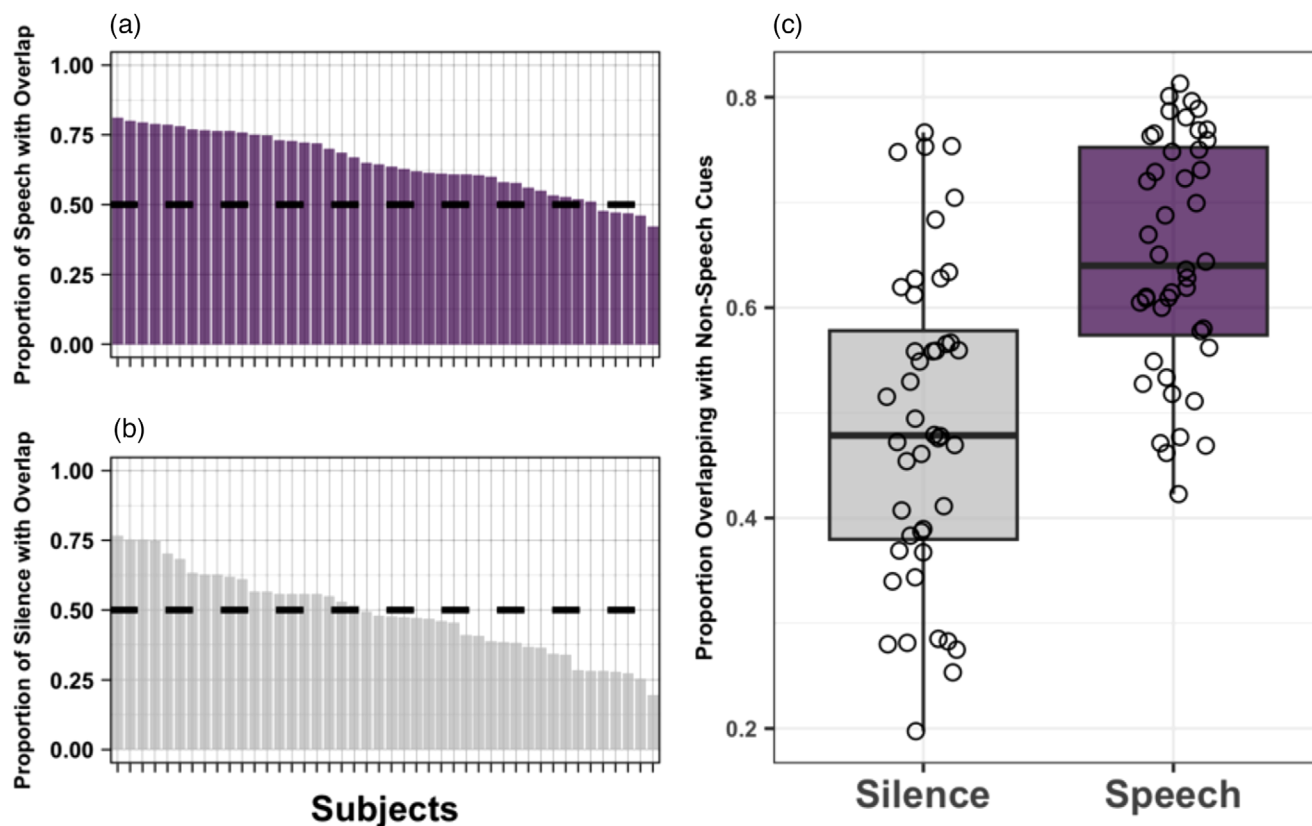 (a)
Proportion of Speech with Overlap
1.00
0.75
0.50
0.25
0.00
(b)
Proportion of Silence with Overlap
1.00
0.75
0.50
0.25
0.00
Subjects
(c)
Proportion Overlapping with Non-Speech Cues
0.8
0.6
0.4
0.2
Silence
Speech